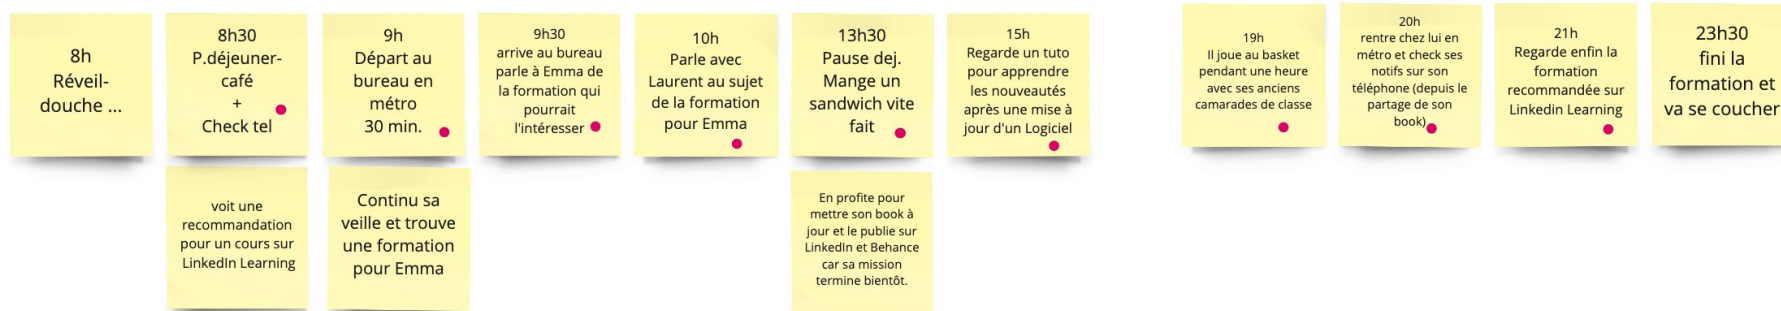 8h
Réveil-
douche ...
8h30
P.déjeuner-
café
+
Check tel
9h
Départ au
bureau en
métro
30 min.
9h30
arrive au bureau
parle à Emma de
la formation qui
pourrait
l'intéresser
10h
Parle avec
Laurent au sujet
de la formation
pour Emma
13h30
Pause dej.
Mange un
sandwich vite
fait
15h
Regarde un tuto
pour apprendre
les nouveautés
après une mise à
jour d'un Logiciel
19h
Il joue au basket
pendant une heure
avec ses anciens
camarades de classe
20h
rentre chez lui en
métro et check ses
notifs sur son
téléphone (depuis le
partage de son
book)
21h
Regarde enfin la
formation
recommandée sur
Linkedin Learning
23h30
fini la
formation et
va se coucher
voit une
recommandation
pour un cours sur
LinkedIn Learning
Continu sa
veille et trouve
une formation
pour Emma
En profite pour
mettre son book à
jour et le publie sur
LinkedIn et Behance
car sa mission
termine bientôt.